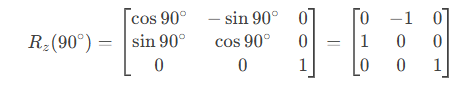 cos 90° − sin 90° 0 0 −1 0
R_z(90°) = sin 90° cos 90° 0 = 1 0 0
0 0 1 0 0 1